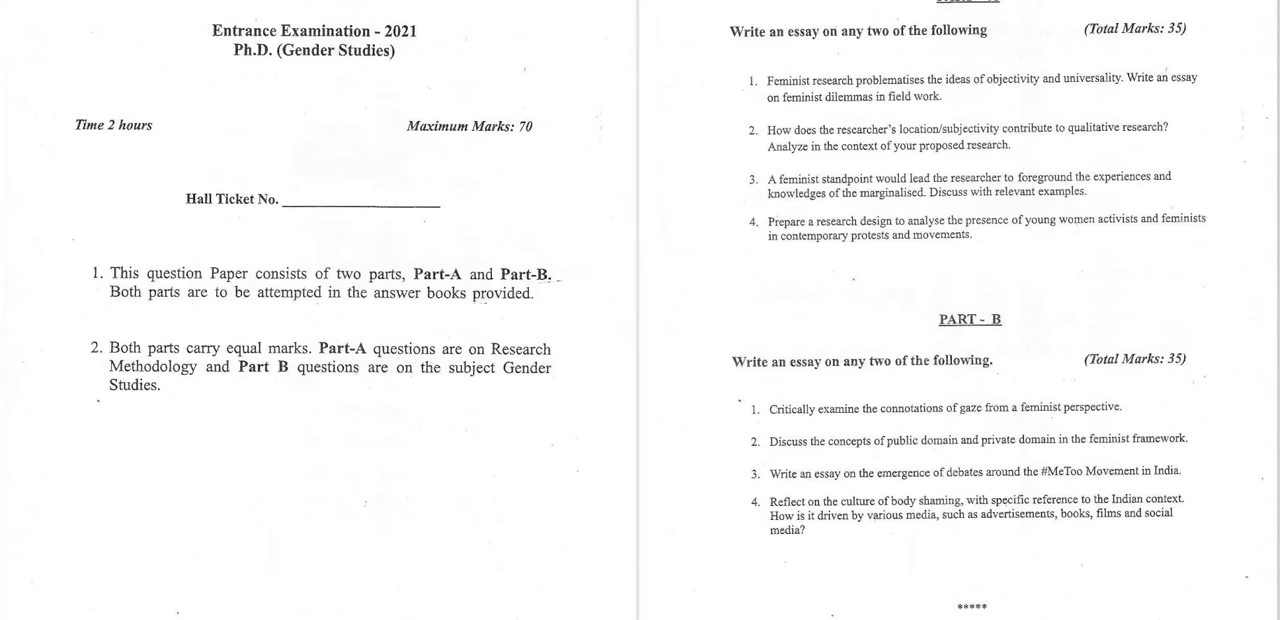 Entrance Examination - 2021
Ph.D. (Gender Studies)
Time 2 hours
Maximum Marks: 70
Hall Ticket No. ____________________
1. This question Paper consists of two parts, Part-A and Part-B.
Both parts are to be attempted in the answer books provided.
2. Both parts carry equal marks. Part-A questions are on Research
Methodology and Part B questions are on the subject Gender
Studies.
Write an essay on any two of the following
(Total Marks: 35)
1. Feminist research problematises the ideas of objectivity and universality. Write an essay
on feminist dilemmas in field work.
2. How does the researcher's location/subjectivity contribute to qualitative research?
Analyze in the context of your proposed research.
3. A feminist standpoint would lead the researcher to foreground the experiences and
knowledges of the marginalised. Discuss with relevant examples.
4. Prepare a research design to analyse the presence of young women activists and feminists
in contemporary protests and movements.
PART - B
Write an essay on any two of the following.
(Total Marks: 35)
1. Critically examine the connotations of gaze from a feminist perspective.
2. Discuss the concepts of public domain and private domain in the feminist framework.
3. Write an essay on the emergence of debates around the #MeToo Movement in India.
4. Reflect on the culture of body shaming, with specific reference to the Indian context.
How is it driven by various media, such as advertisements, books, films and social
media?
*****